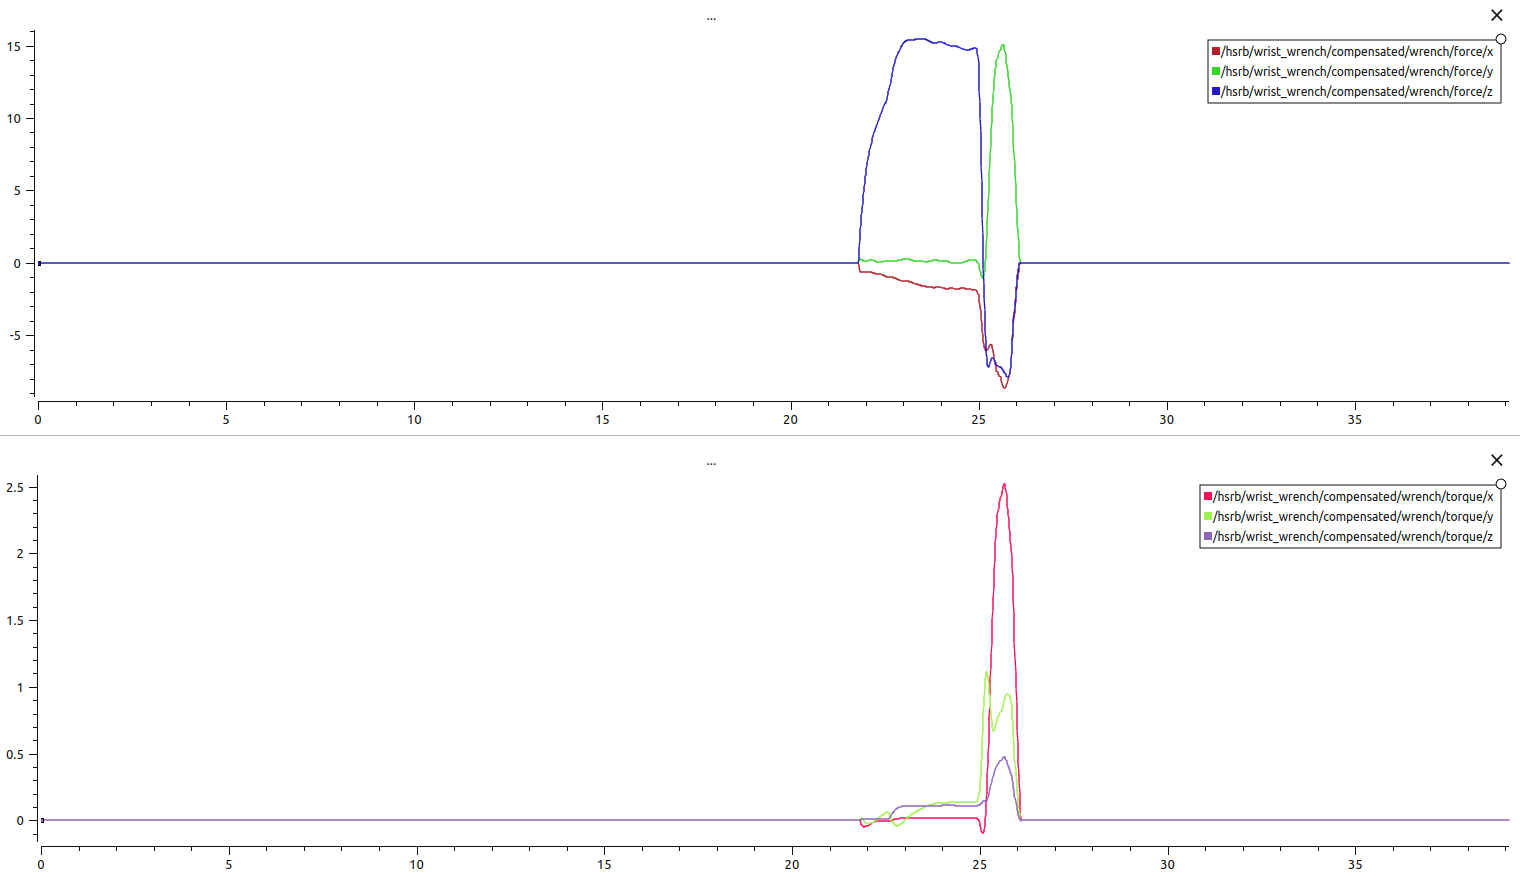 ...
/hsrb/wrist_wrench/compensated/wrench/force/x
/hsrb/wrist_wrench/compensated/wrench/force/y
/hsrb/wrist_wrench/compensated/wrench/force/z
15
10
5
0
-5
0 5 10 15 20 25 30 35
...
/hsrb/wrist_wrench/compensated/wrench/torque/x
/hsrb/wrist_wrench/compensated/wrench/torque/y
/hsrb/wrist_wrench/compensated/wrench/torque/z
2.5
2
1.5
1
0.5
0
0 5 10 15 20 25 30 35